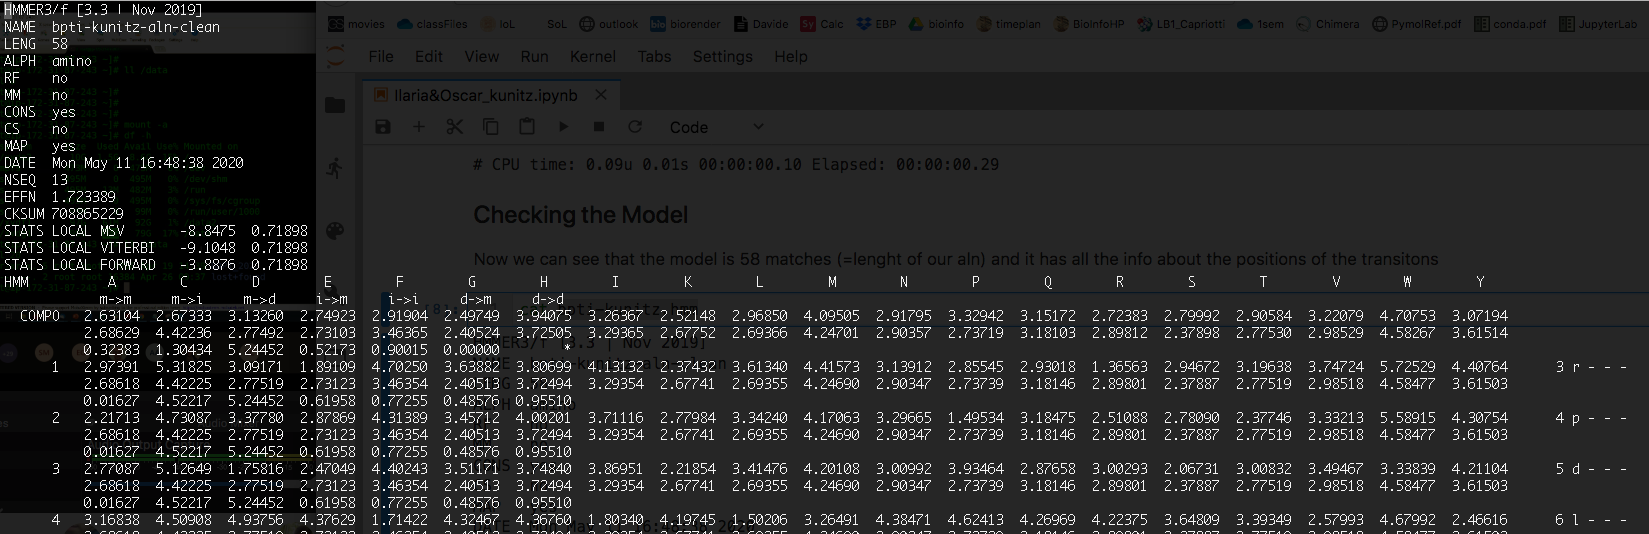 HMMER3/f [3.3 | Nov 2019]
NAME bpti-kunitz-aln-clean
LENG 58
ALPH amino
RF no
MM no
CONS yes
CS no
MAP yes
DATE Mon May 11 16:48:38 2020
NSEQ 13
EFFN 1.723389
CKSUM 708865229
STATS LOCAL MSV -8.8475 0.71898
STATS LOCAL VITERBI -9.1048 0.71898
STATS LOCAL FORWARD -3.8876 0.71898
movies classFiles IoL SoL outlook biorender Davide Calc EBP bioinfo timepian BioInfoHP LB1_Capriotti 1sem Chimera PymolRef.pdf conda.pdf JupyterLab
File Edit View Run Kernel Tabs Settings Help
Ilaria&Oscar_kunitz.ipynb
Code
# CPU time: 0.09u 0.01s 00:00:00.10 Elapsed: 00:00:00.29
Checking the Model
Now we can see that the model is 58 matches (=lenght of our aln) and it has all the info about the positions of the transitons
HMM A C D E F G H I K L M N P Q R S T V W Y
m->m m->i m->d i->m i->i d->m d->d
COMPO 2.63104 2.67333 3.13260 2.74923 2.91904 2.49749 3.94075 3.26367 2.52148 2.96850 4.09505 2.91795 3.32942 3.15172 2.72383 2.79992 2.90584 3.22079 4.70753 3.07194
2.68629 4.42236 2.77492 2.73103 3.46365 2.40524 3.72505 3.29365 2.67752 2.69366 4.24701 2.90357 2.73719 3.18103 2.89812 2.37898 2.77530 2.98529 4.58267 3.61514
0.32383 1.30434 5.24452 0.52173 0.90015 0.00000 *
1 2.97391 5.31825 3.09171 1.89109 4.70250 3.63882 3.80699 4.13132 2.37432 3.61340 4.41573 3.13912 2.85545 2.93018 1.36563 2.94672 3.19638 3.74724 5.72529 4.40764 3 r - - -
2.68618 4.42225 2.77519 2.73123 3.46354 2.40513 3.72494 3.29354 2.67741 2.69355 4.24690 2.90347 2.73739 3.18146 2.89801 2.37887 2.77519 2.98518 4.58477 3.61503
0.01627 4.52217 5.24452 0.61958 0.77255 0.48576 0.95510
2 2.21713 4.73087 3.37780 2.87869 4.31389 3.45712 4.00201 3.71116 2.77984 3.34240 4.17063 3.29665 1.49534 3.18475 2.51088 2.78090 2.37746 3.33213 5.58915 4.30754 4 p - - -
2.68618 4.42225 2.77519 2.73123 3.46354 2.40513 3.72494 3.29354 2.67741 2.69355 4.24690 2.90347 2.73739 3.18146 2.89801 2.37887 2.77519 2.98518 4.58477 3.61503
0.01627 4.52217 5.24452 0.61958 0.77255 0.48576 0.95510
3 2.77087 5.12649 1.75816 2.47049 4.40243 3.51171 3.74840 3.86951 2.21854 3.41476 4.20108 3.00992 3.93464 2.87658 3.00293 2.06731 3.00832 3.49467 3.33839 4.21104 5 d - - -
2.68618 4.42225 2.77519 2.73123 3.46354 2.40513 3.72494 3.29354 2.67741 2.69355 4.24690 2.90347 2.73739 3.18146 2.89801 2.37887 2.77519 2.98518 4.58477 3.61503
0.01627 4.52217 5.24452 0.61958 0.77255 0.48576 0.95510
4 3.16838 4.50908 4.93756 4.37629 1.71422 4.32467 4.35760 1.80340 4.19745 1.50206 3.26491 4.38471 4.62413 4.26969 4.22375 3.64809 3.39349 2.57993 4.67992 2.46616 6 l - - -